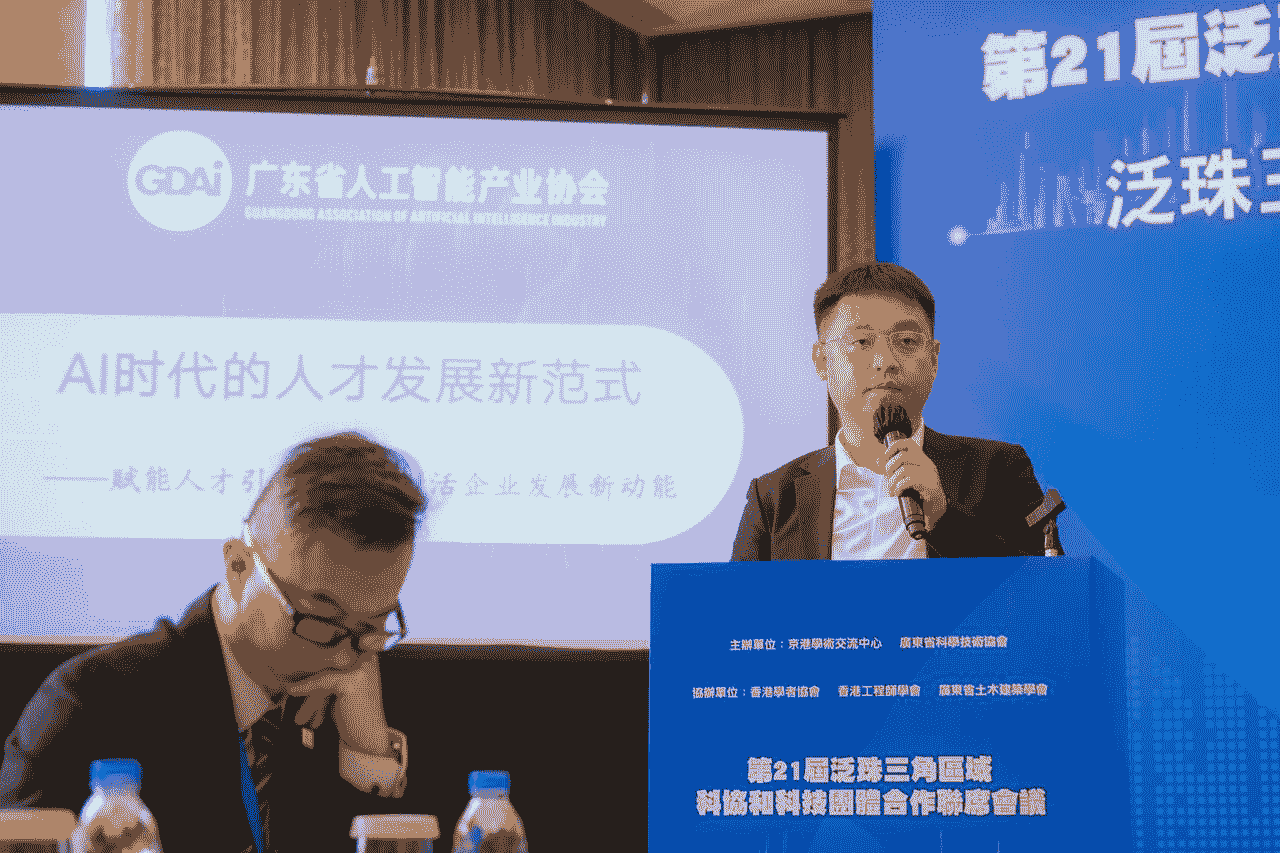 GDAi
广东省人工智能产业协会
GUANGDONG ASSOCIATION OF ARTIFICIAL INTELLIGENCE INDUSTRY
AI时代的人才发展新范式
——赋能人才引
活企业发展新动能
第21屆泛
泛珠三
主辦單位：京港學術交流中心 廣東省科學技術協會
協辦單位：香港學者協會 香港工程師學會 廣東省土木建築學會
第21屆泛珠三角區域
科協和科技團體合作聯席會議